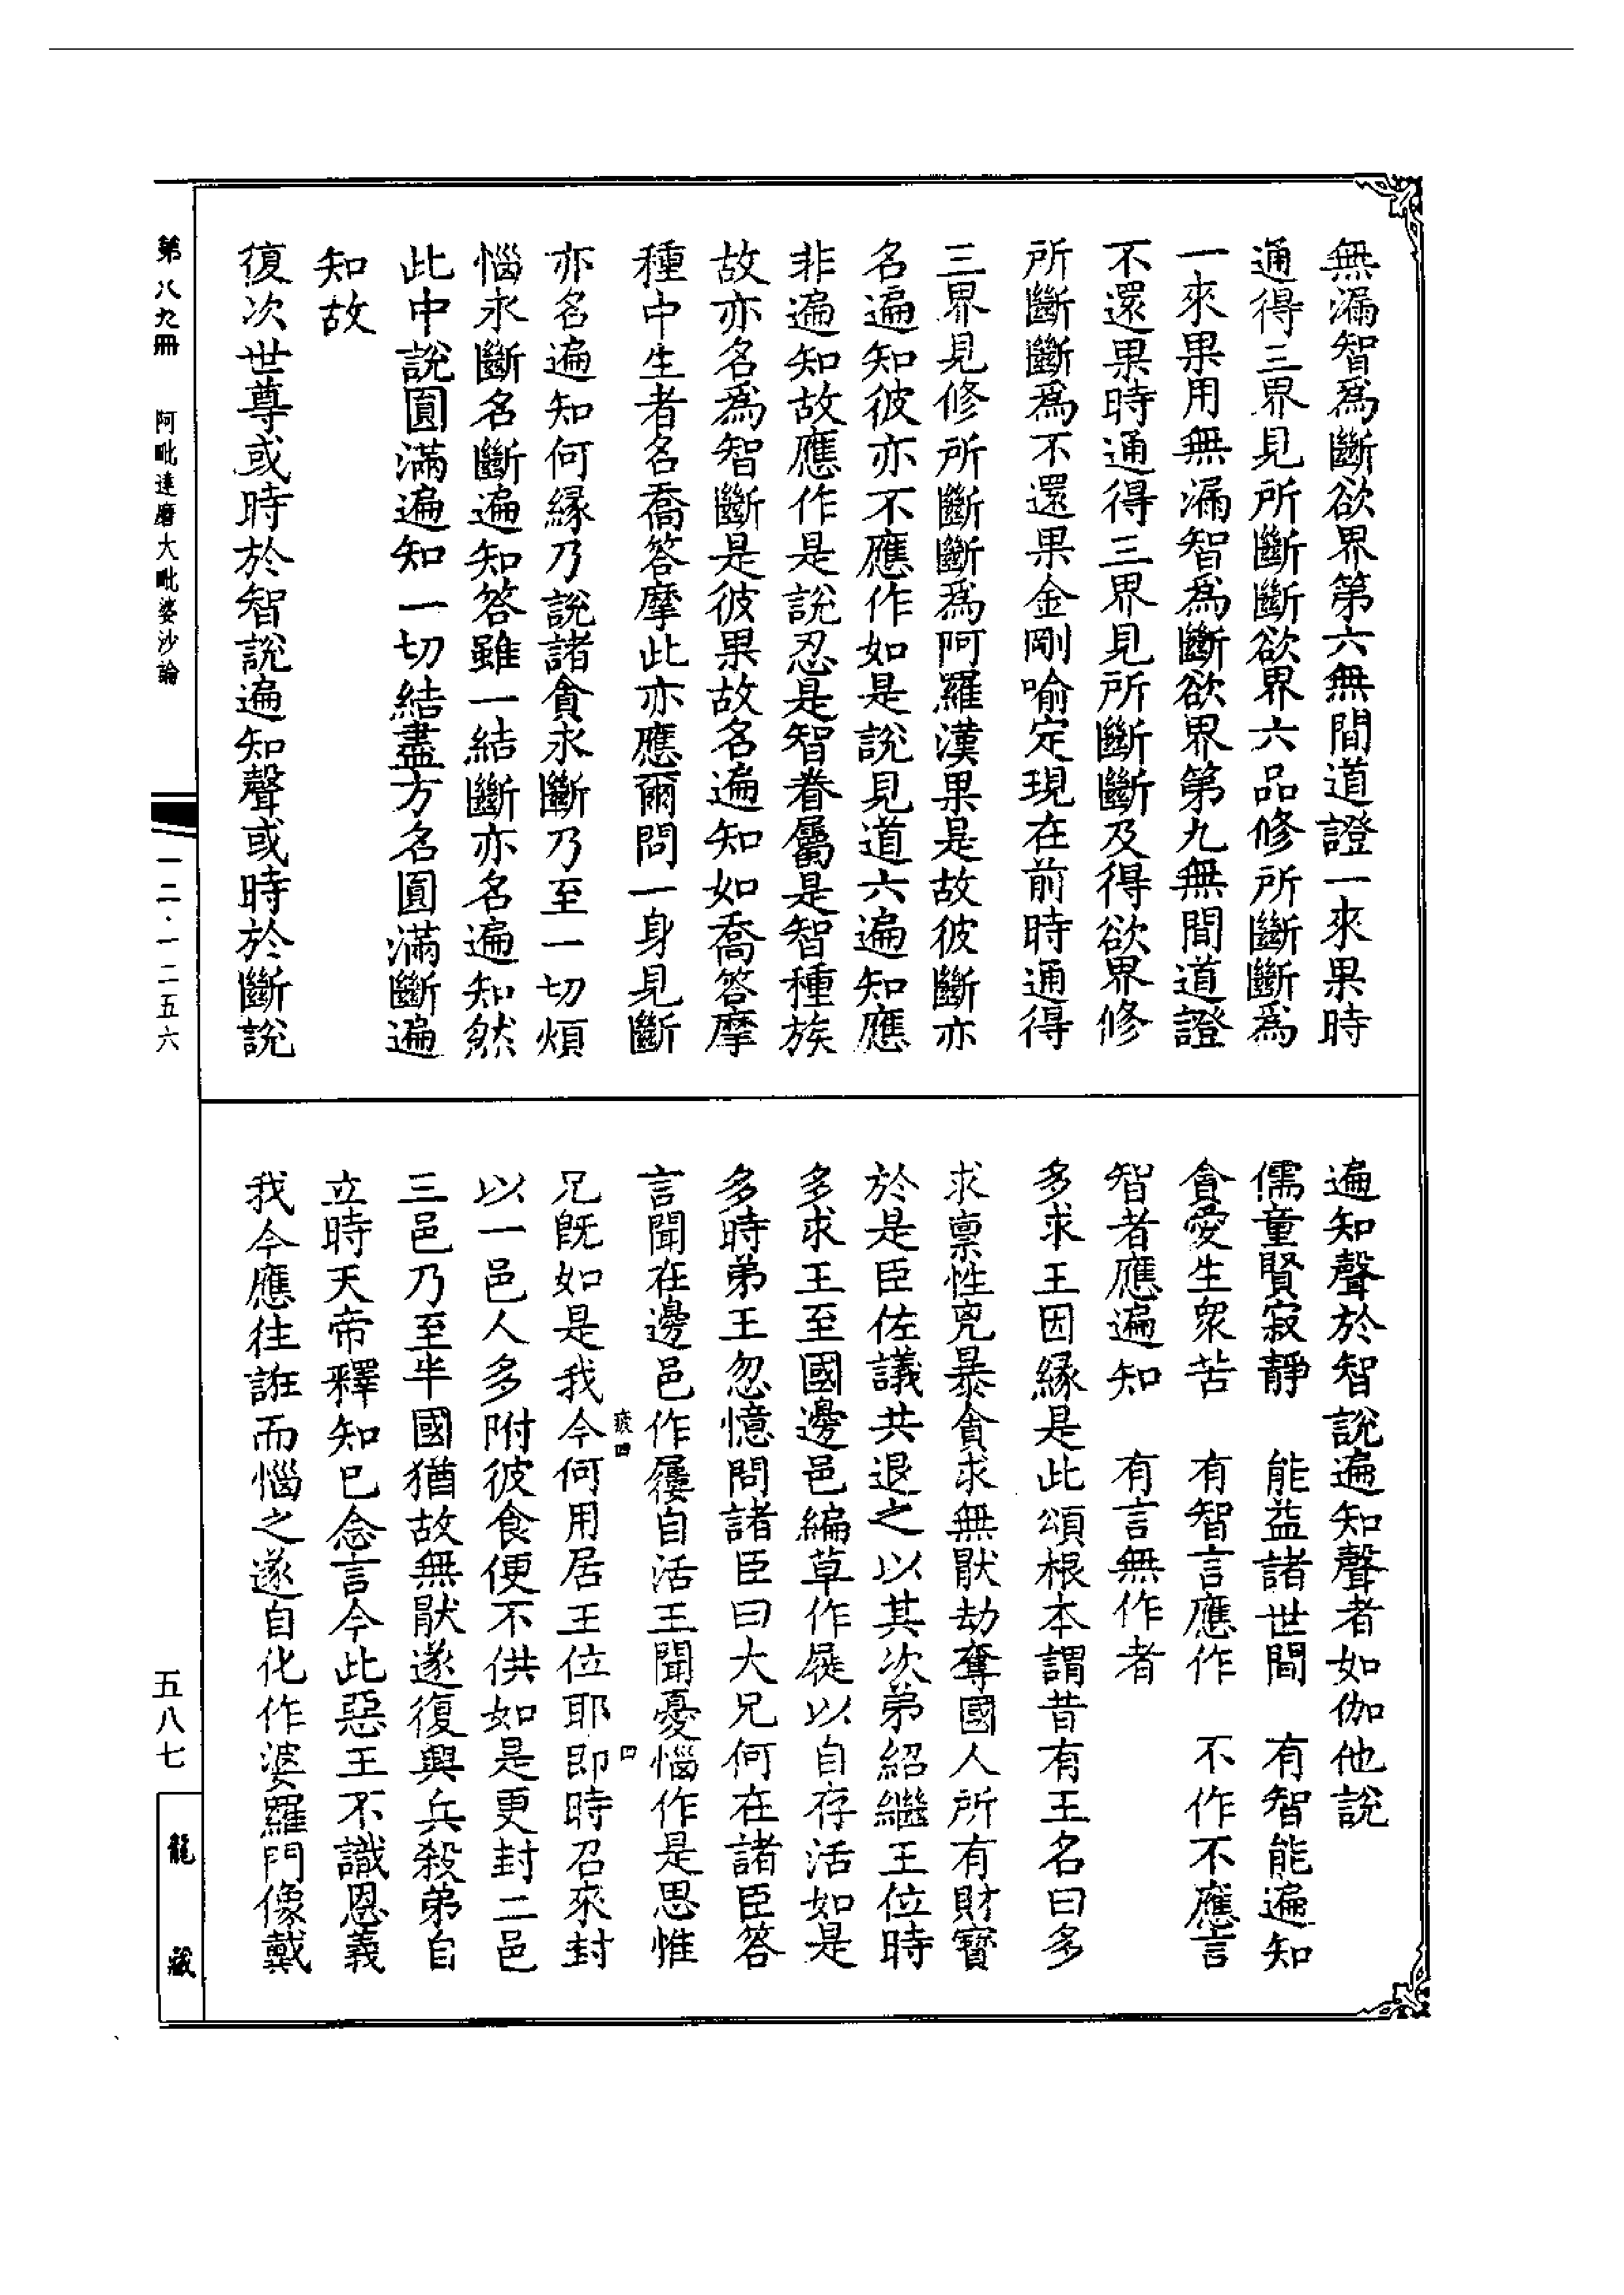 無漏智爲斷欲界第六無間道證一來果時
通得三界見所斷斷欲界六品修所斷斷爲
一來果用無漏智爲斷欲界第九無間道證
不還果時通得三界見所斷斷及得欲界修
所斷斷爲不還果金剛喻定現在前時通得
三界見修所斷斷爲阿羅漢果是故彼斷亦
名遍知彼亦不應作如是說見道六遍知應
非遍知故應作是說忍是智眷屬是智種族
故亦名爲智斷是彼果故名遍知如喬答摩
種中生者名喬答摩此亦應爾問一身見斷
亦名遍知何緣乃說諸貪永斷乃至一切煩
惱永斷名斷遍知答雖一結斷亦名遍知然
此中說圓滿遍知一切結盡方名圓滿斷遍
知故
復次世尊或時於智說遍知聲或時於斷說
遍知聲於智說遍知聲者如伽他說
儒童賢寂靜 能益諸世間 有智能遍知
貪愛生衆苦 有智言應作 不作不應言
智者應遍知 有言無作者
多求王因緣是此頌根本謂昔有王名曰多
求禀性兇暴貪求無猒劫奪國人所有財寶
於是臣佐議共退之以其次弟紹繼王位時
多求王至國邊邑編草作屣以自存活如是
多時弟王忽憶問諸臣曰大兄何在諸臣答
言聞在邊邑作屨自活王聞憂惱作是思惟
疲四
四
兄旣如是我今何用居王位耶即時召來封
以一邑人多附彼食便不供如是更封二邑
三邑乃至半國猶故無猒遂復興兵殺弟自
立時天帝釋知已念言今此惡王不識恩義
我今應往誑而惱之遂自化作婆羅門像戴
第八九冊 阿毗達磨大毗婆沙論
一二·一二五六
五八七
龍藏